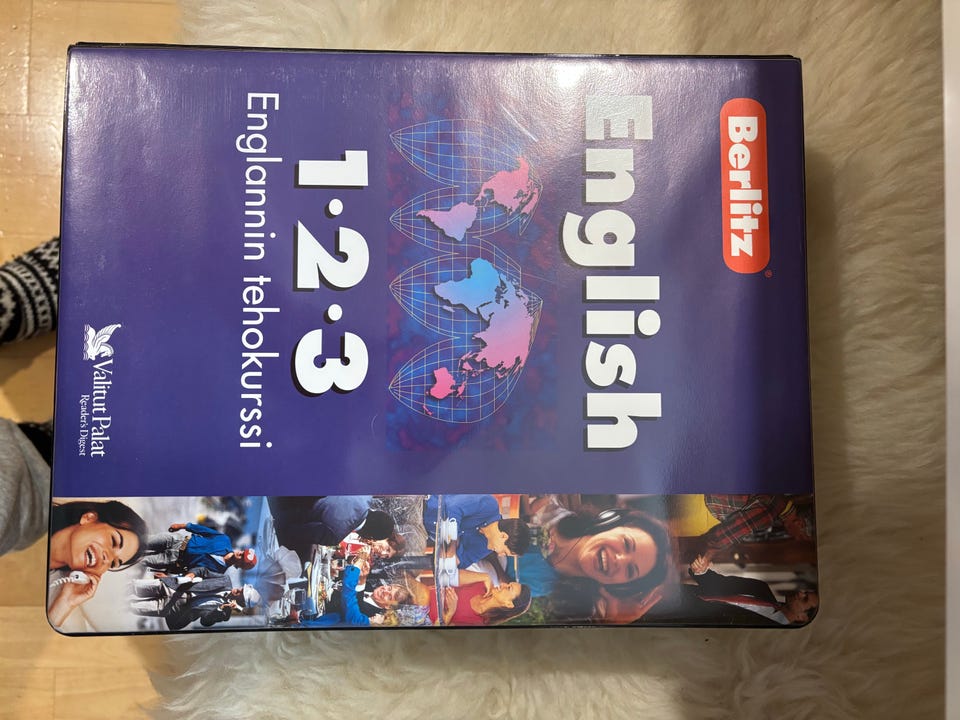 Berlitz®
English
1·2·3
Englannin tehokurssi
Valitut Palat
Reader's Digest